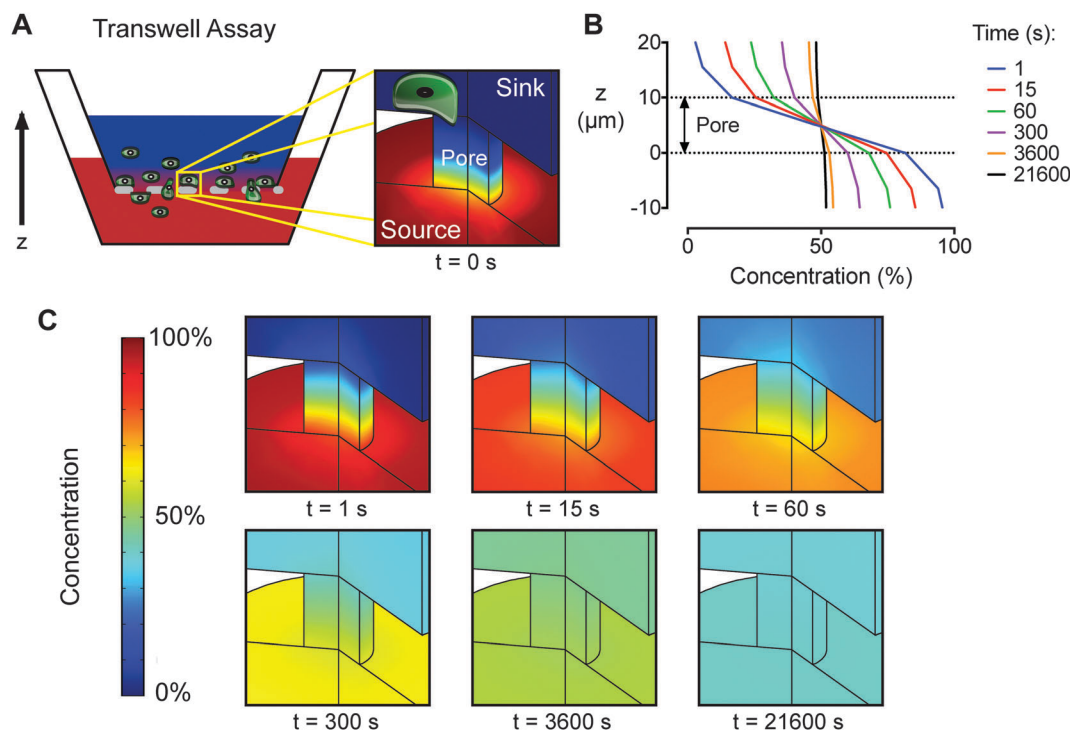 A
Transwell Assay
z
Sink
Pore
Source
t = 0 s
B
Time (s):
20
10
0
-10
z
(µm)
Pore
0
50
100
Concentration (%)
1
15
60
300
3600
21600
C
Concentration
100%
50%
0%
t = 1 s
t = 15 s
t = 60 s
t = 300 s
t = 3600 s
t = 21600 s